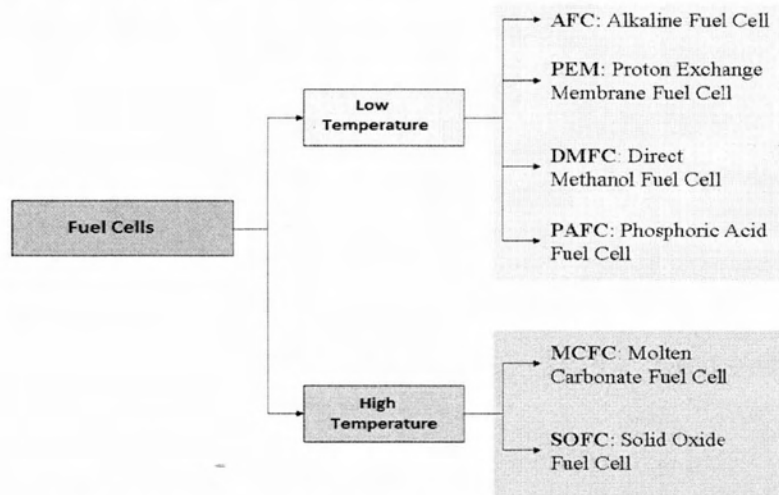 Fuel Cells
Low
Temperature
AFC: Alkaline Fuel Cell
PEM: Proton Exchange
Membrane Fuel Cell
DMFC: Direct
Methanol Fuel Cell
PAFC: Phosphoric Acid
Fuel Cell
High
Temperature
MCFC: Molten
Carbonate Fuel Cell
SOFC: Solid Oxide
Fuel Cell